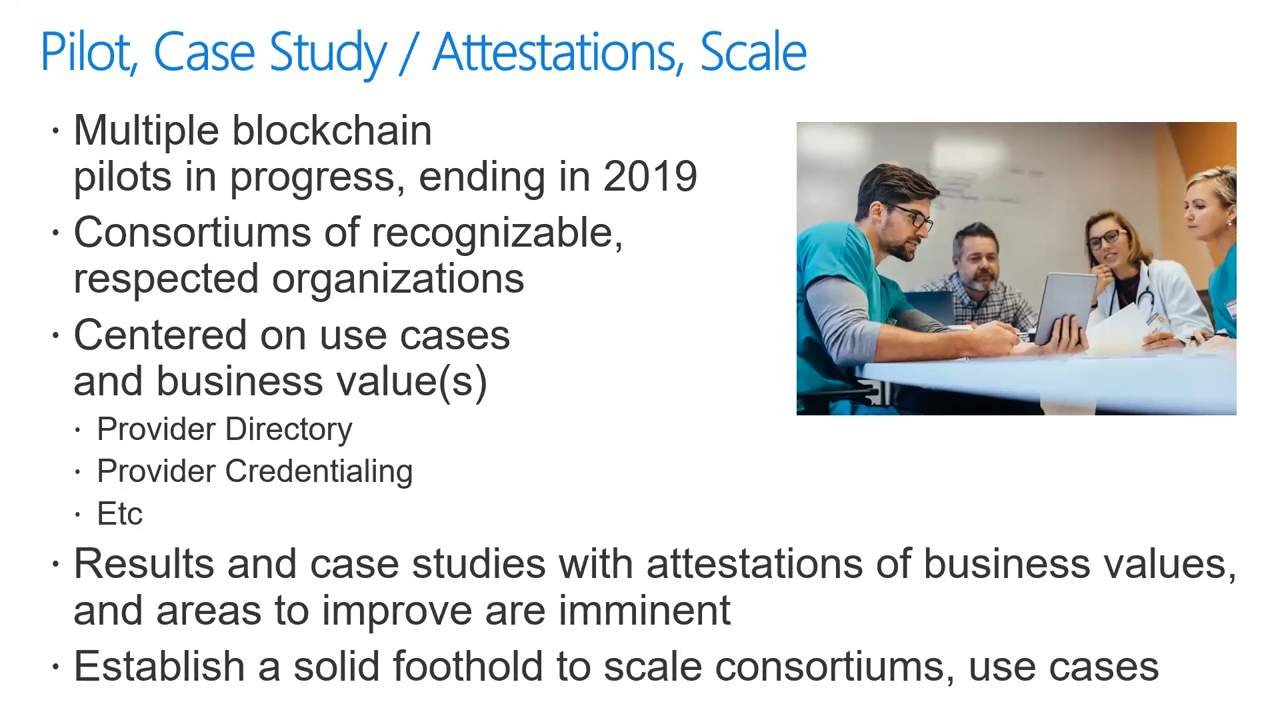 Pilot, Case Study / Attestations, Scale
· Multiple blockchain
pilots in progress, ending in 2019
· Consortiums of recognizable,
respected organizations
· Centered on use cases
and business value(s)
· Provider Directory
· Provider Credentialing
· Etc
· Results and case studies with attestations of business values,
and areas to improve are imminent
· Establish a solid foothold to scale consortiums, use cases